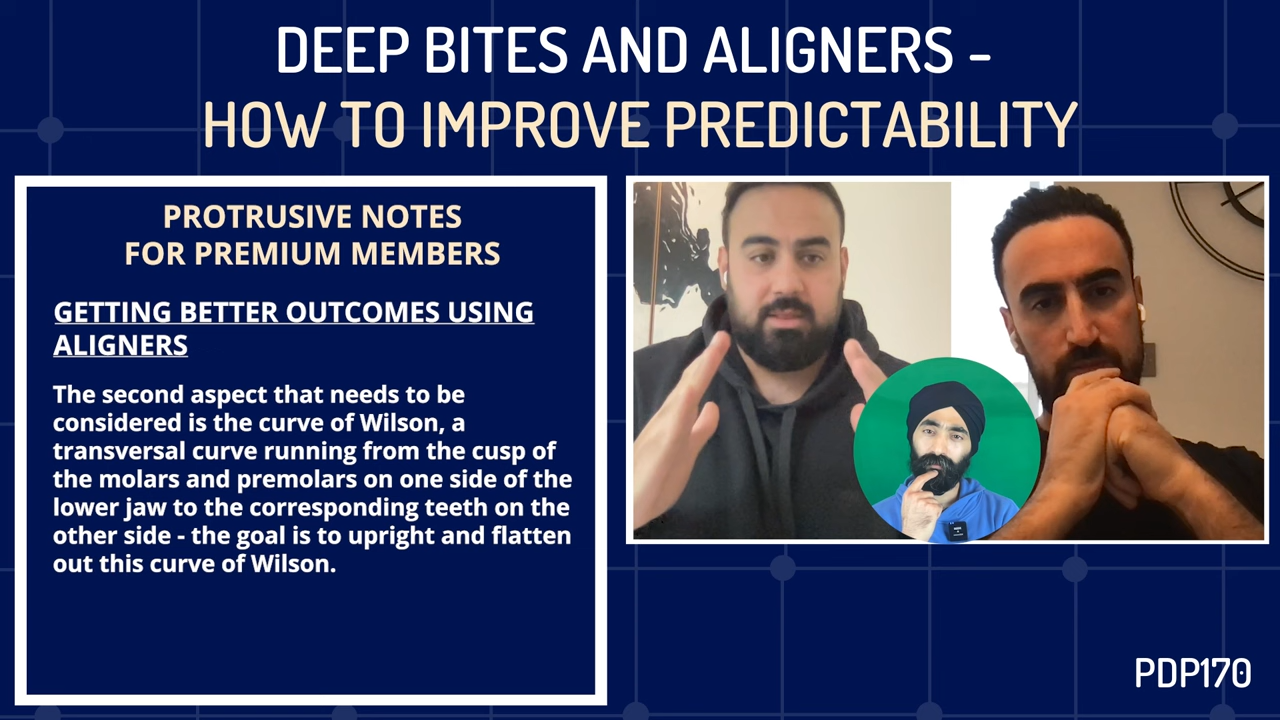 DEEP BITES AND ALIGNERS -
HOW TO IMPROVE PREDICTABILITY
PROTRUSIVE NOTES
FOR PREMIUM MEMBERS
GETTING BETTER OUTCOMES USING
ALIGNERS
The second aspect that needs to be
considered is the curve of Wilson, a
transversal curve running from the cusp of
the molars and premolars on one side of the
lower jaw to the corresponding teeth on the
other side - the goal is to upright and flatten
out this curve of Wilson.
PDP170